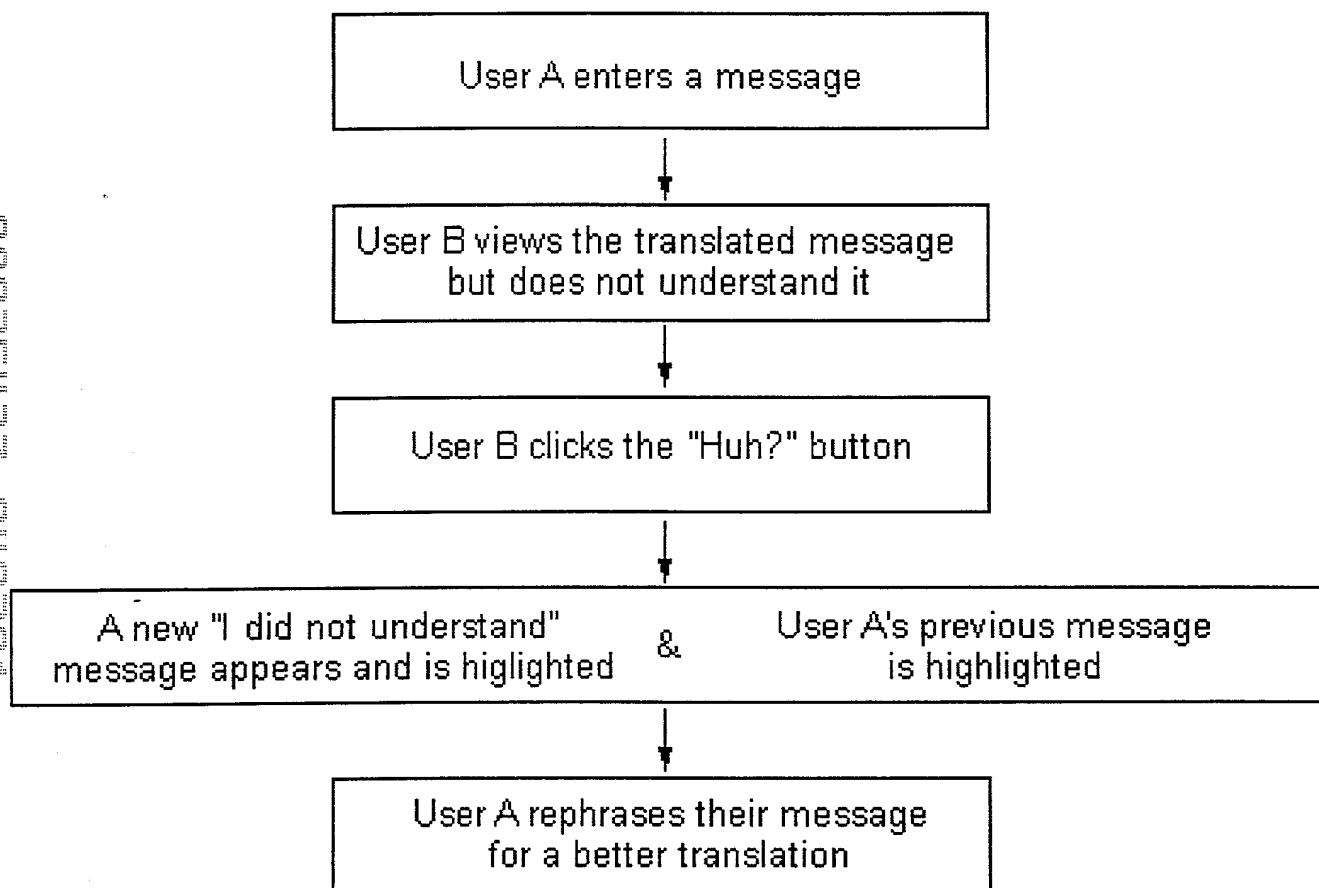 User A enters a message
User B views the translated message
but does not understand it
User B clicks the "Huh?" button
A new "I did not understand"
message appears and is higlighted
&
User A's previous message
is highlighted
User A rephrases their message
for a better translation